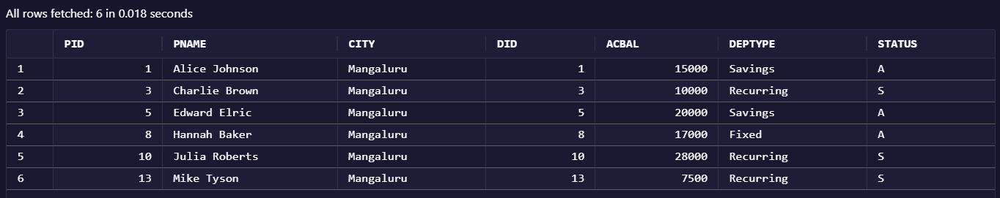 All rows fetched: 6 in 0.018 seconds
PID PNAME CITY DID ACBAL DEPTYPE STATUS
1 1 Alice Johnson Mangaluru 1 15000 Savings A
2 3 Charlie Brown Mangaluru 3 10000 Recurring S
3 5 Edward Elric Mangaluru 5 20000 Savings A
4 8 Hannah Baker Mangaluru 8 17000 Fixed A
5 10 Julia Roberts Mangaluru 10 28000 Recurring S
6 13 Mike Tyson Mangaluru 13 7500 Recurring S